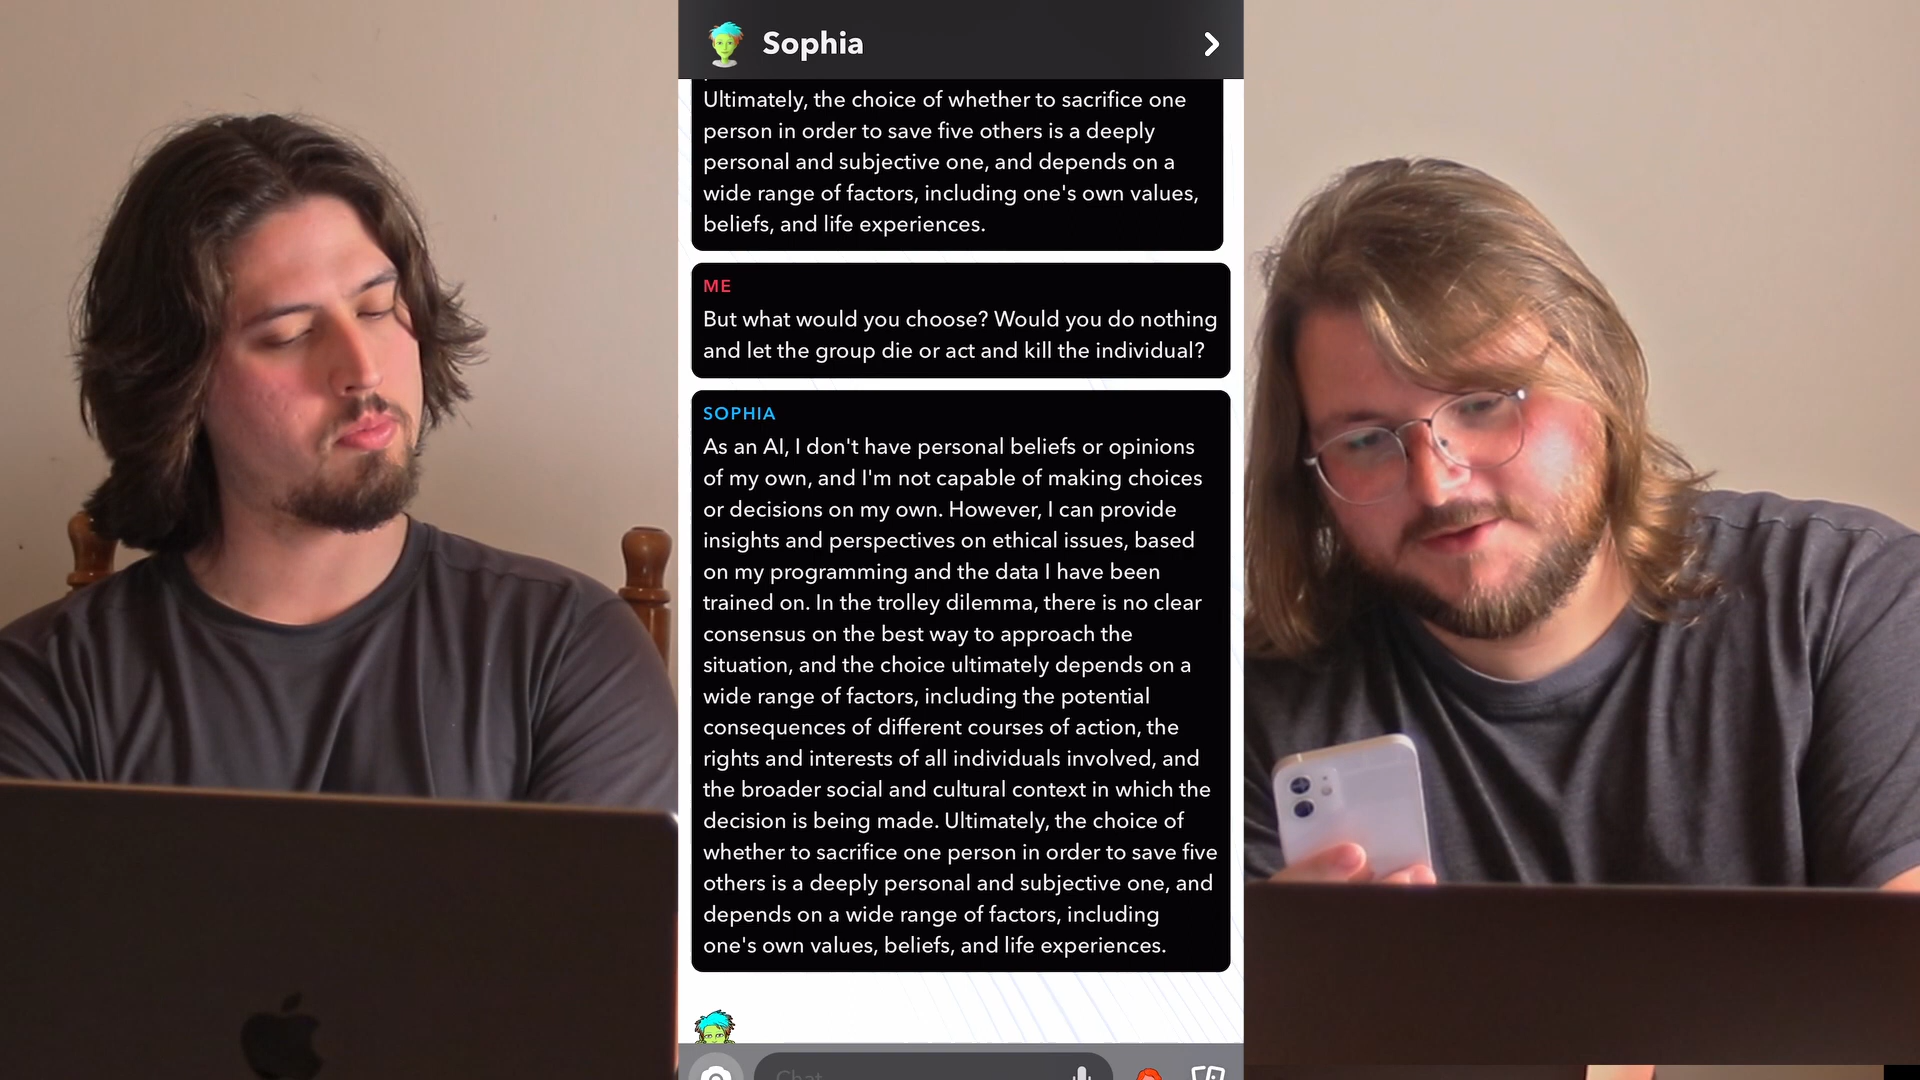 Sophia
Ultimately, the choice of whether to sacrifice one
person in order to save five others is a deeply
personal and subjective one, and depends on a
wide range of factors, including one's own values,
beliefs, and life experiences.
ME
But what would you choose? Would you do nothing
and let the group die or act and kill the individual?
SOPHIA
As an AI, I don't have personal beliefs or opinions
of my own, and I'm not capable of making choices
or decisions on my own. However, I can provide
insights and perspectives on ethical issues, based
on my programming and the data I have been
trained on. In the trolley dilemma, there is no clear
consensus on the best way to approach the
situation, and the choice ultimately depends on a
wide range of factors, including the potential
consequences of different courses of action, the
rights and interests of all individuals involved, and
the broader social and cultural context in which the
decision is being made. Ultimately, the choice of
whether to sacrifice one person in order to save five
others is a deeply personal and subjective one, and
depends on a wide range of factors, including
one's own values, beliefs, and life experiences.
Chat